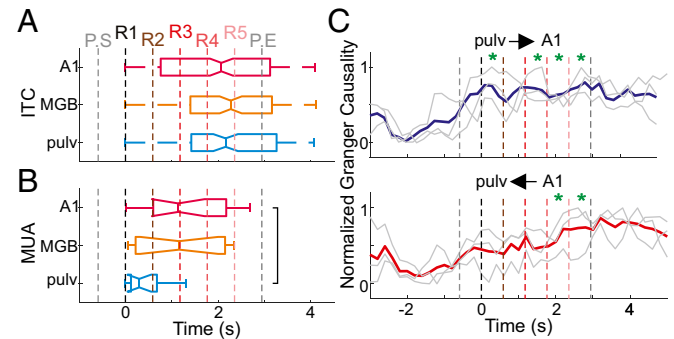 A
P.S R1 R2 R3 R4 R5 P.E
ITC
A1
MGB
pulv
B
MUA
A1
MGB
pulv
0 2 4
Time (s)
C
Normalized Granger Causality
pulv → A1
* * * *
1
0
pulv ← A1
* *
1
0
-2 0 2 4
Time (s)